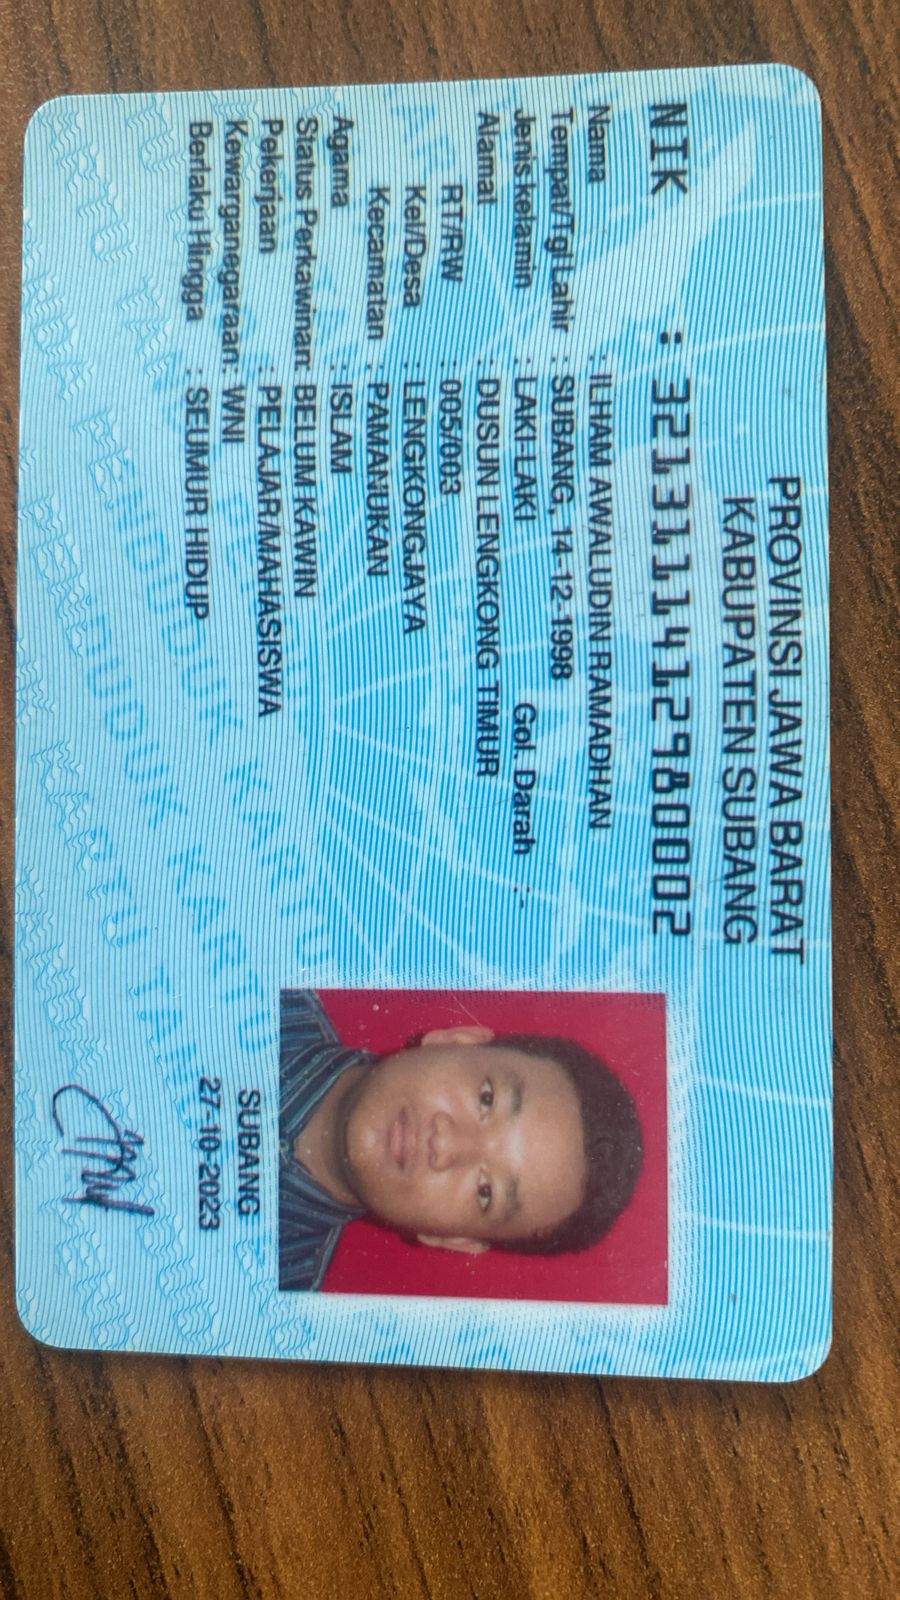 PROVINSI JAWA BARAT
KABUPATEN SUBANG
NIK : 3213111412980002
Nama : ILHAM AWALUDIN RAMADHAN
Tempat/Tgl Lahir : SUBANG, 14-12-1998
Jenis kelamin : LAKI-LAKI Gol. Darah : -
Alamat : DUSUN LENGKONG TIMUR
RT/RW : 005/003
Kel/Desa : LENGKONGJAYA
Kecamatan : PAMANUKAN
Agama : ISLAM
Status Perkawinan: BELUM KAWIN
Pekerjaan : PELAJAR/MAHASISWA
Kewarganegaraan: WNI
Berlaku Hingga : SEUMUR HIDUP
SUBANG
27-10-2023